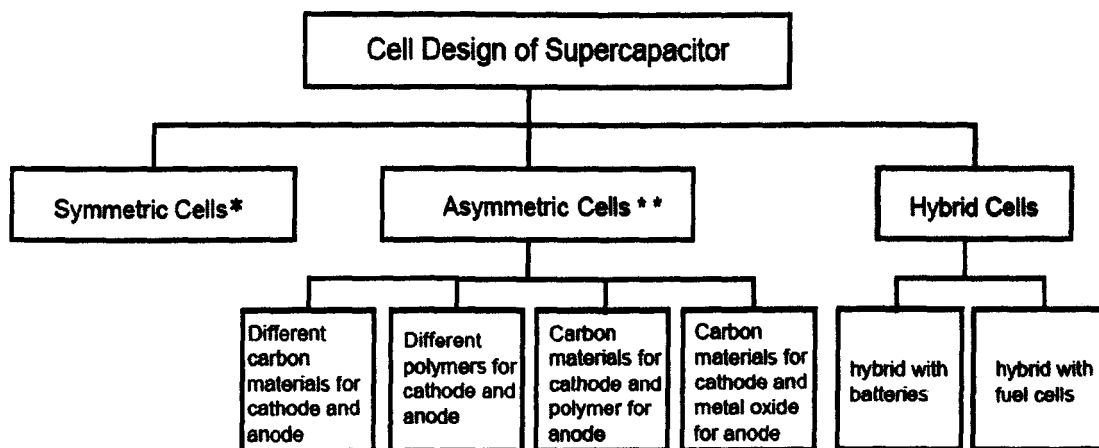 Cell Design of Supercapacitor
Symmetric Cells*
Asymmetric Cells**
Hybrid Cells
Different
carbon
materials for
cathode and
anode
Different
polymers for
cathode and
anode
Carbon
materials for
cathode and
polymer for
anode
Carbon
materials for
cathode and
metal oxide
for anode
hybrid with
batteries
hybrid with
fuel cells